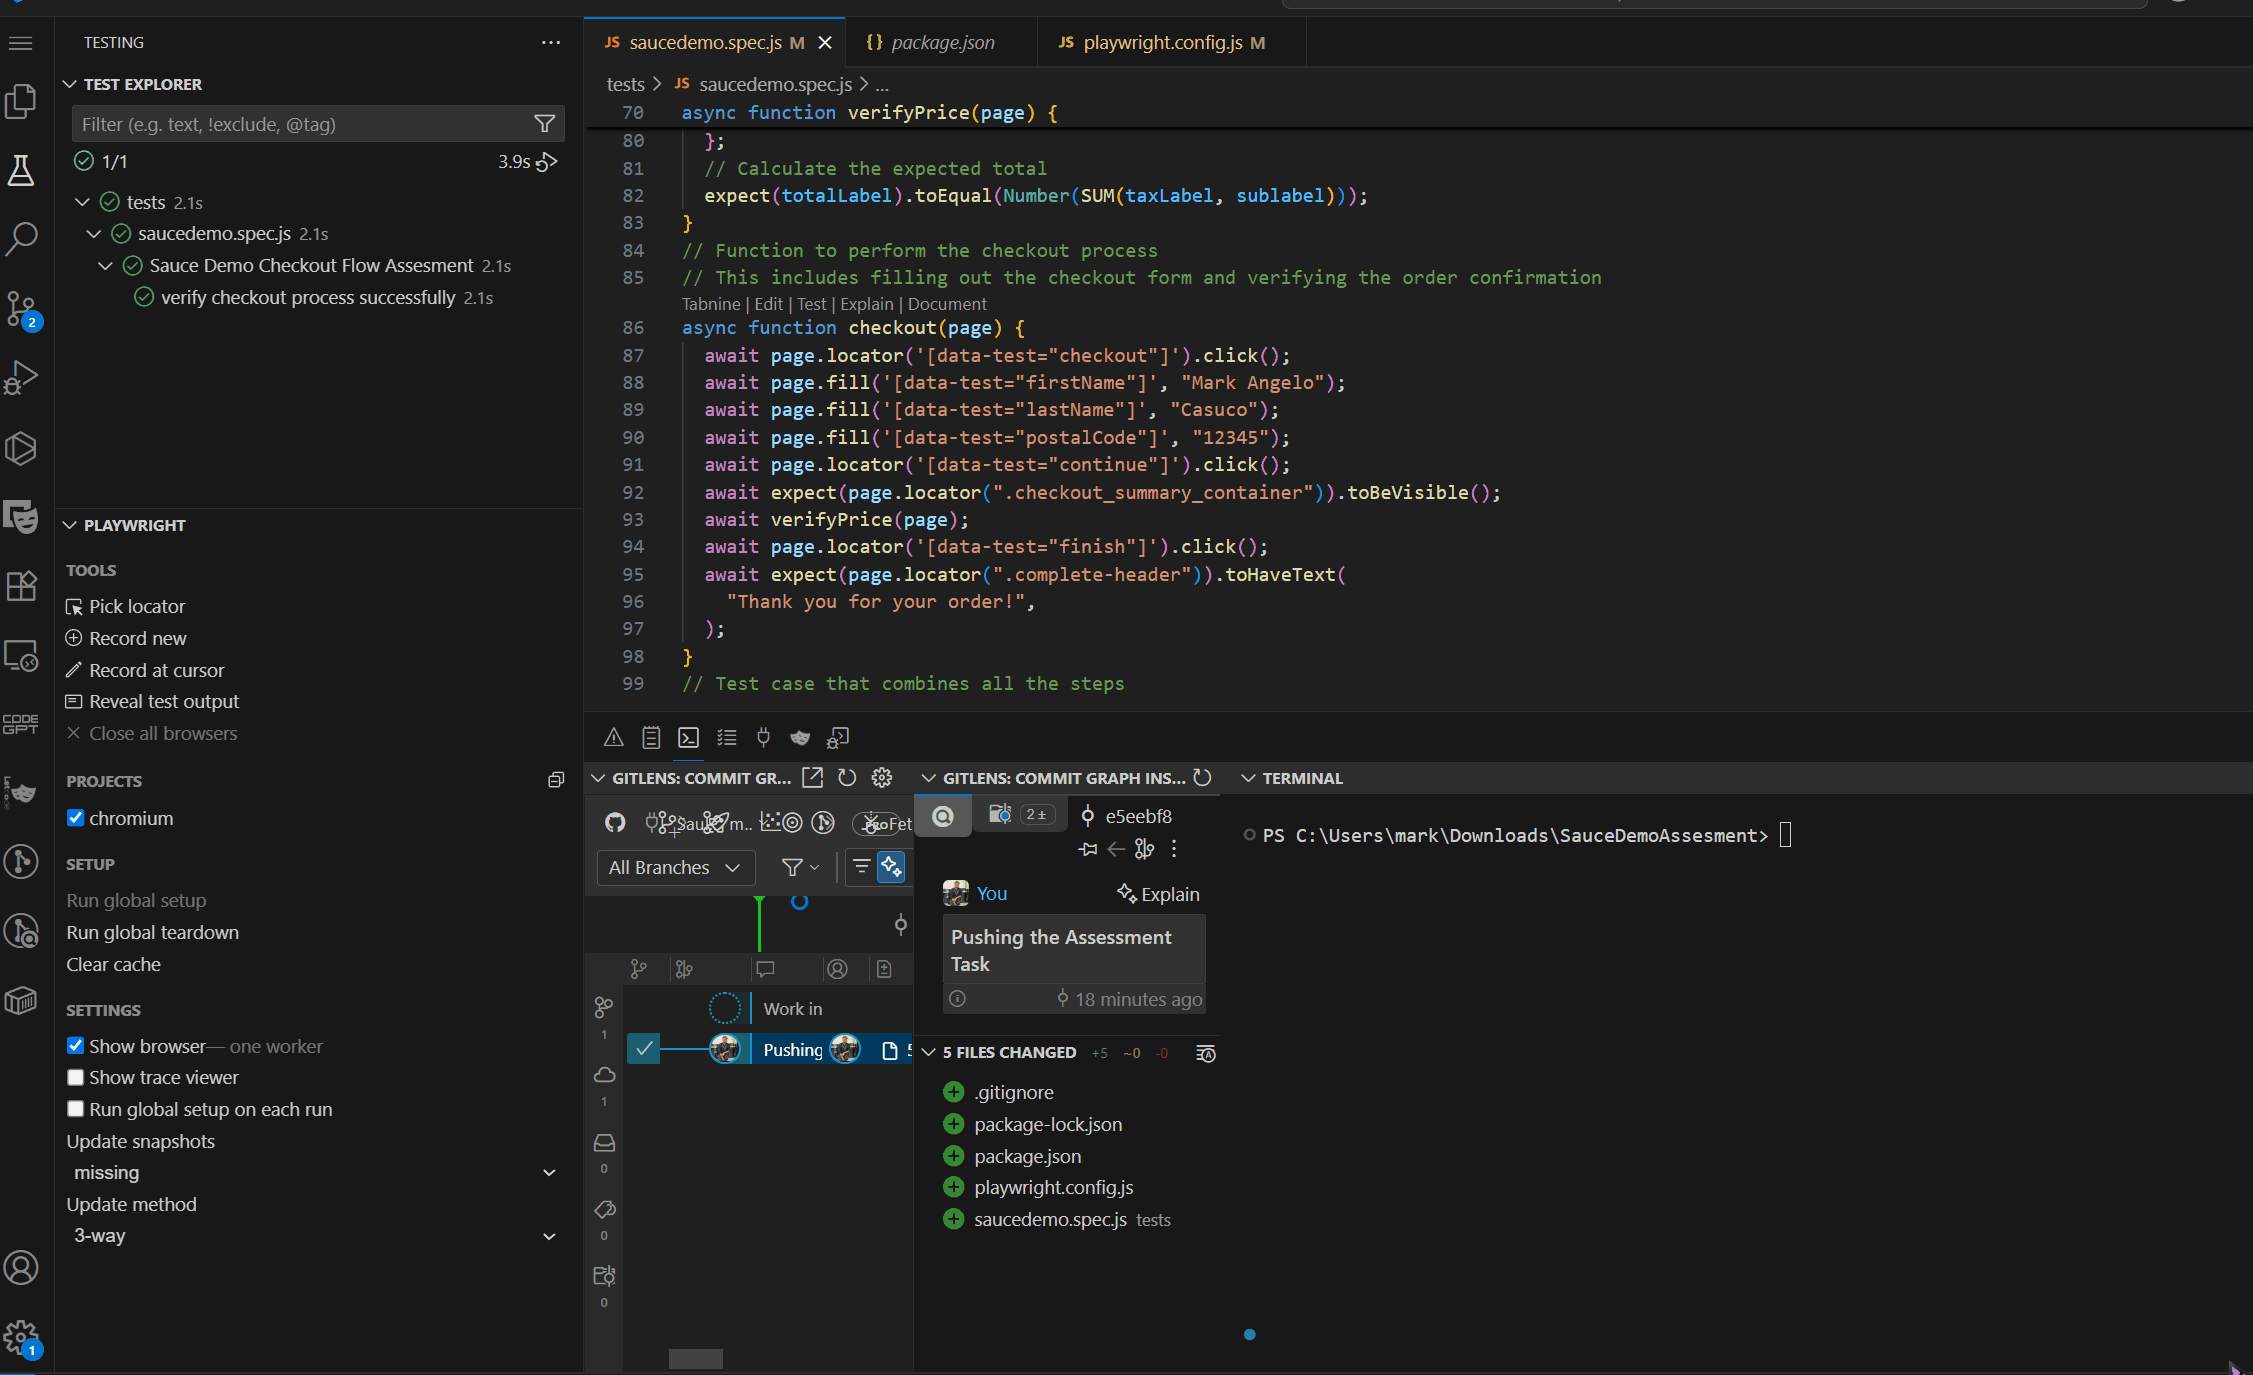 TESTING
TEST EXPLORER
Filter (e.g. text, !exclude, @tag)
1/1
3.9s
tests 2.1s
saucedemo.spec.js 2.1s
Sauce Demo Checkout Flow Assesment 2.1s
verify checkout process successfully 2.1s
2
CODE
GPT
PLAYWRIGHT
TOOLS
Pick locator
Record new
Record at cursor
Reveal test output
Close all browsers
PROJECTS
chromium
SETUP
Run global setup
Run global teardown
Clear cache
SETTINGS
Show browser — one worker
Show trace viewer
Run global setup on each run
Update snapshots
missing
Update method
3-way
1
JS saucedemo.spec.js M
{} package.json
JS playwright.config.js M
tests > JS saucedemo.spec.js > ...
70 async function verifyPrice(page) {
80 };
81 // Calculate the expected total
82 expect(totalLabel).toEqual(Number(SUM(taxLabel, sublabel)));
83 }
84 // Function to perform the checkout process
85 // This includes filling out the checkout form and verifying the order confirmation
Tabnine | Edit | Test | Explain | Document
86 async function checkout(page) {
87 await page.locator('[data-test="checkout"]').click();
88 await page.fill('[data-test="firstName"]', "Mark Angelo");
89 await page.fill('[data-test="lastName"]', "Casuco");
90 await page.fill('[data-test="postalCode"]', "12345");
91 await page.locator('[data-test="continue"]').click();
92 await expect(page.locator(".checkout_summary_container")).toBeVisible();
93 await verifyPrice(page);
94 await page.locator('[data-test="finish"]').click();
95 await expect(page.locator(".complete-header")).toHaveText(
96 "Thank you for your order!",
97 );
98 }
99 // Test case that combines all the steps
GITLENS: COMMIT GR...
All Branches
Work in
Pushing
5
1
1
0
0
0
GITLENS: COMMIT GRAPH INS...
2±
e5eebf8
You
Explain
Pushing the Assessment
Task
18 minutes ago
5 FILES CHANGED +5 ~0 -0
.gitignore
package-lock.json
package.json
playwright.config.js
saucedemo.spec.js tests
TERMINAL
PS C:\Users\mark\Downloads\SauceDemoAssesment>